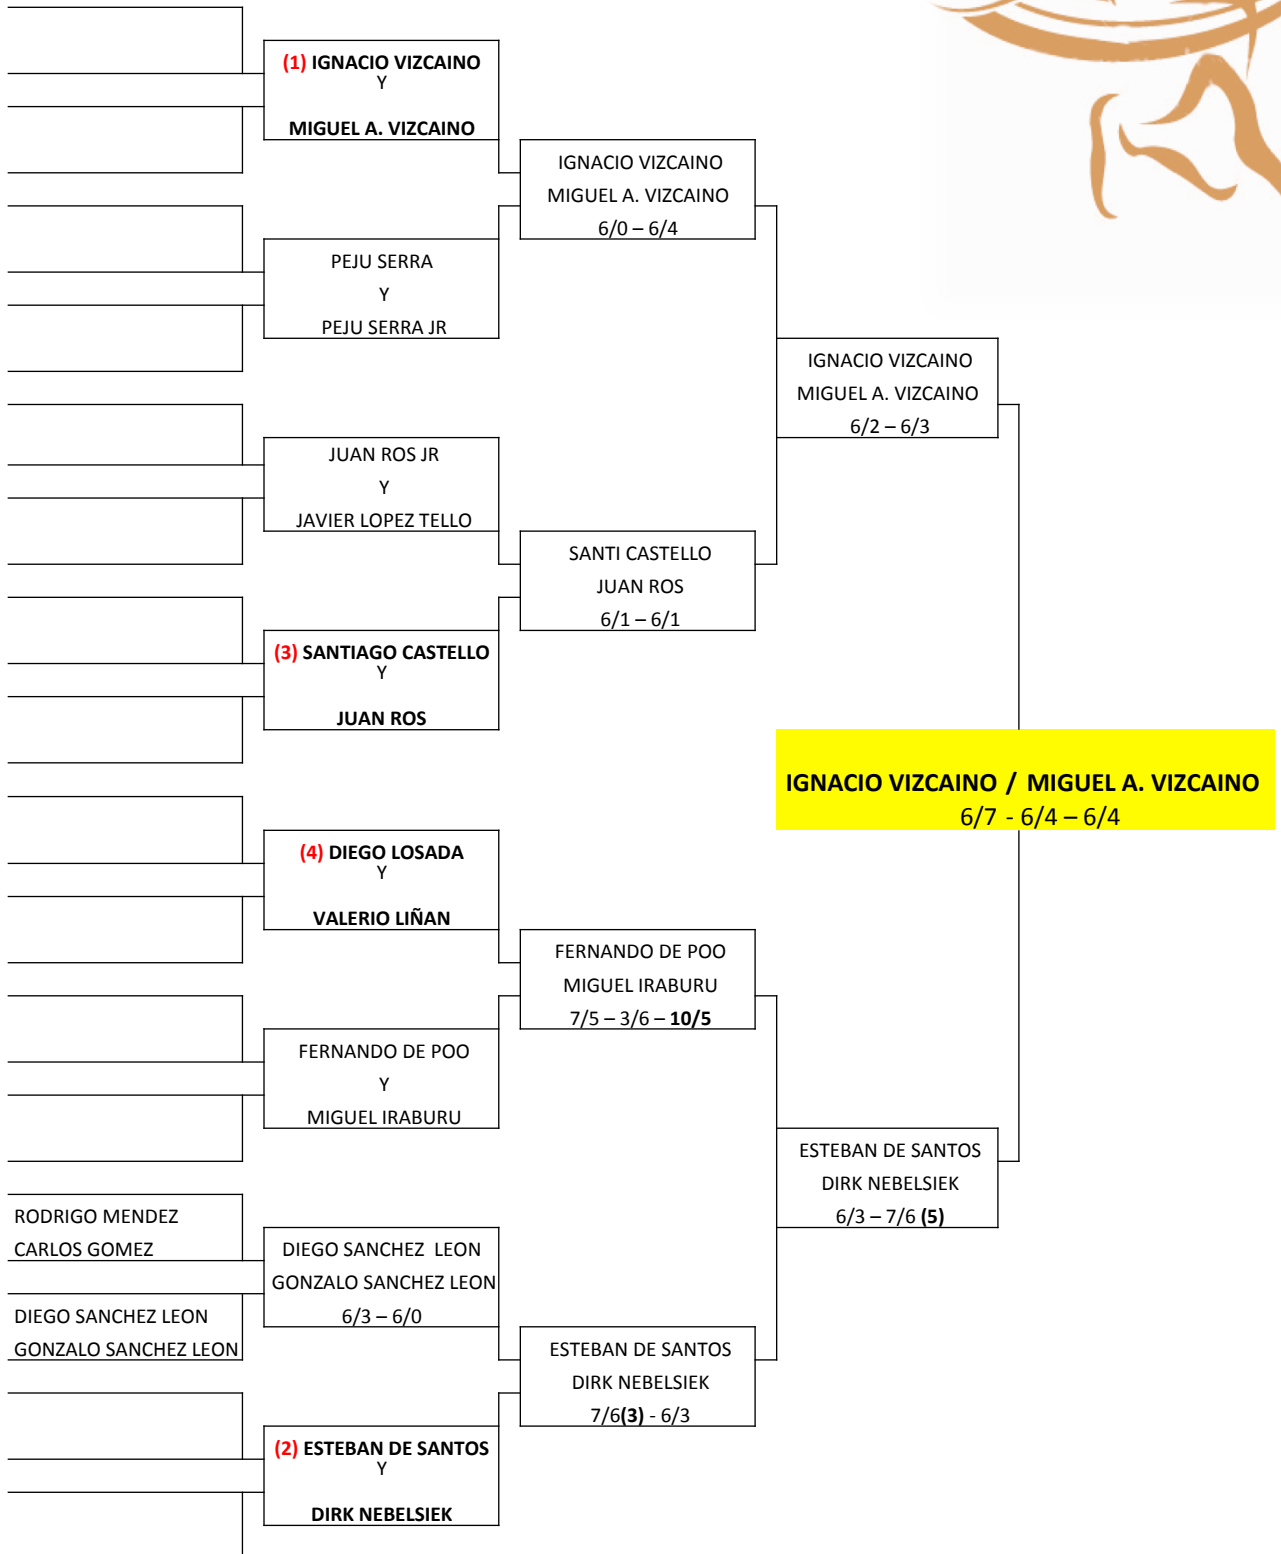 (1) IGNACIO VIZCAINO
Y
MIGUEL A. VIZCAINO
IGNACIO VIZCAINO
MIGUEL A. VIZCAINO
6/0 – 6/4
PEJU SERRA
Y
PEJU SERRA JR
IGNACIO VIZCAINO
MIGUEL A. VIZCAINO
6/2 – 6/3
JUAN ROS JR
Y
JAVIER LOPEZ TELLO
SANTI CASTELLO
JUAN ROS
6/1 – 6/1
(3) SANTIAGO CASTELLO
Y
JUAN ROS
IGNACIO VIZCAINO / MIGUEL A. VIZCAINO
6/7 - 6/4 – 6/4
(4) DIEGO LOSADA
Y
VALERIO LIÑAN
FERNANDO DE POO
MIGUEL IRABURU
7/5 – 3/6 – 10/5
FERNANDO DE POO
Y
MIGUEL IRABURU
ESTEBAN DE SANTOS
DIRK NEBELSIEK
6/3 – 7/6 (5)
RODRIGO MENDEZ
CARLOS GOMEZ
DIEGO SANCHEZ LEON
GONZALO SANCHEZ LEON
6/3 – 6/0
DIEGO SANCHEZ LEON
GONZALO SANCHEZ LEON
ESTEBAN DE SANTOS
DIRK NEBELSIEK
7/6(3) - 6/3
(2) ESTEBAN DE SANTOS
Y
DIRK NEBELSIEK